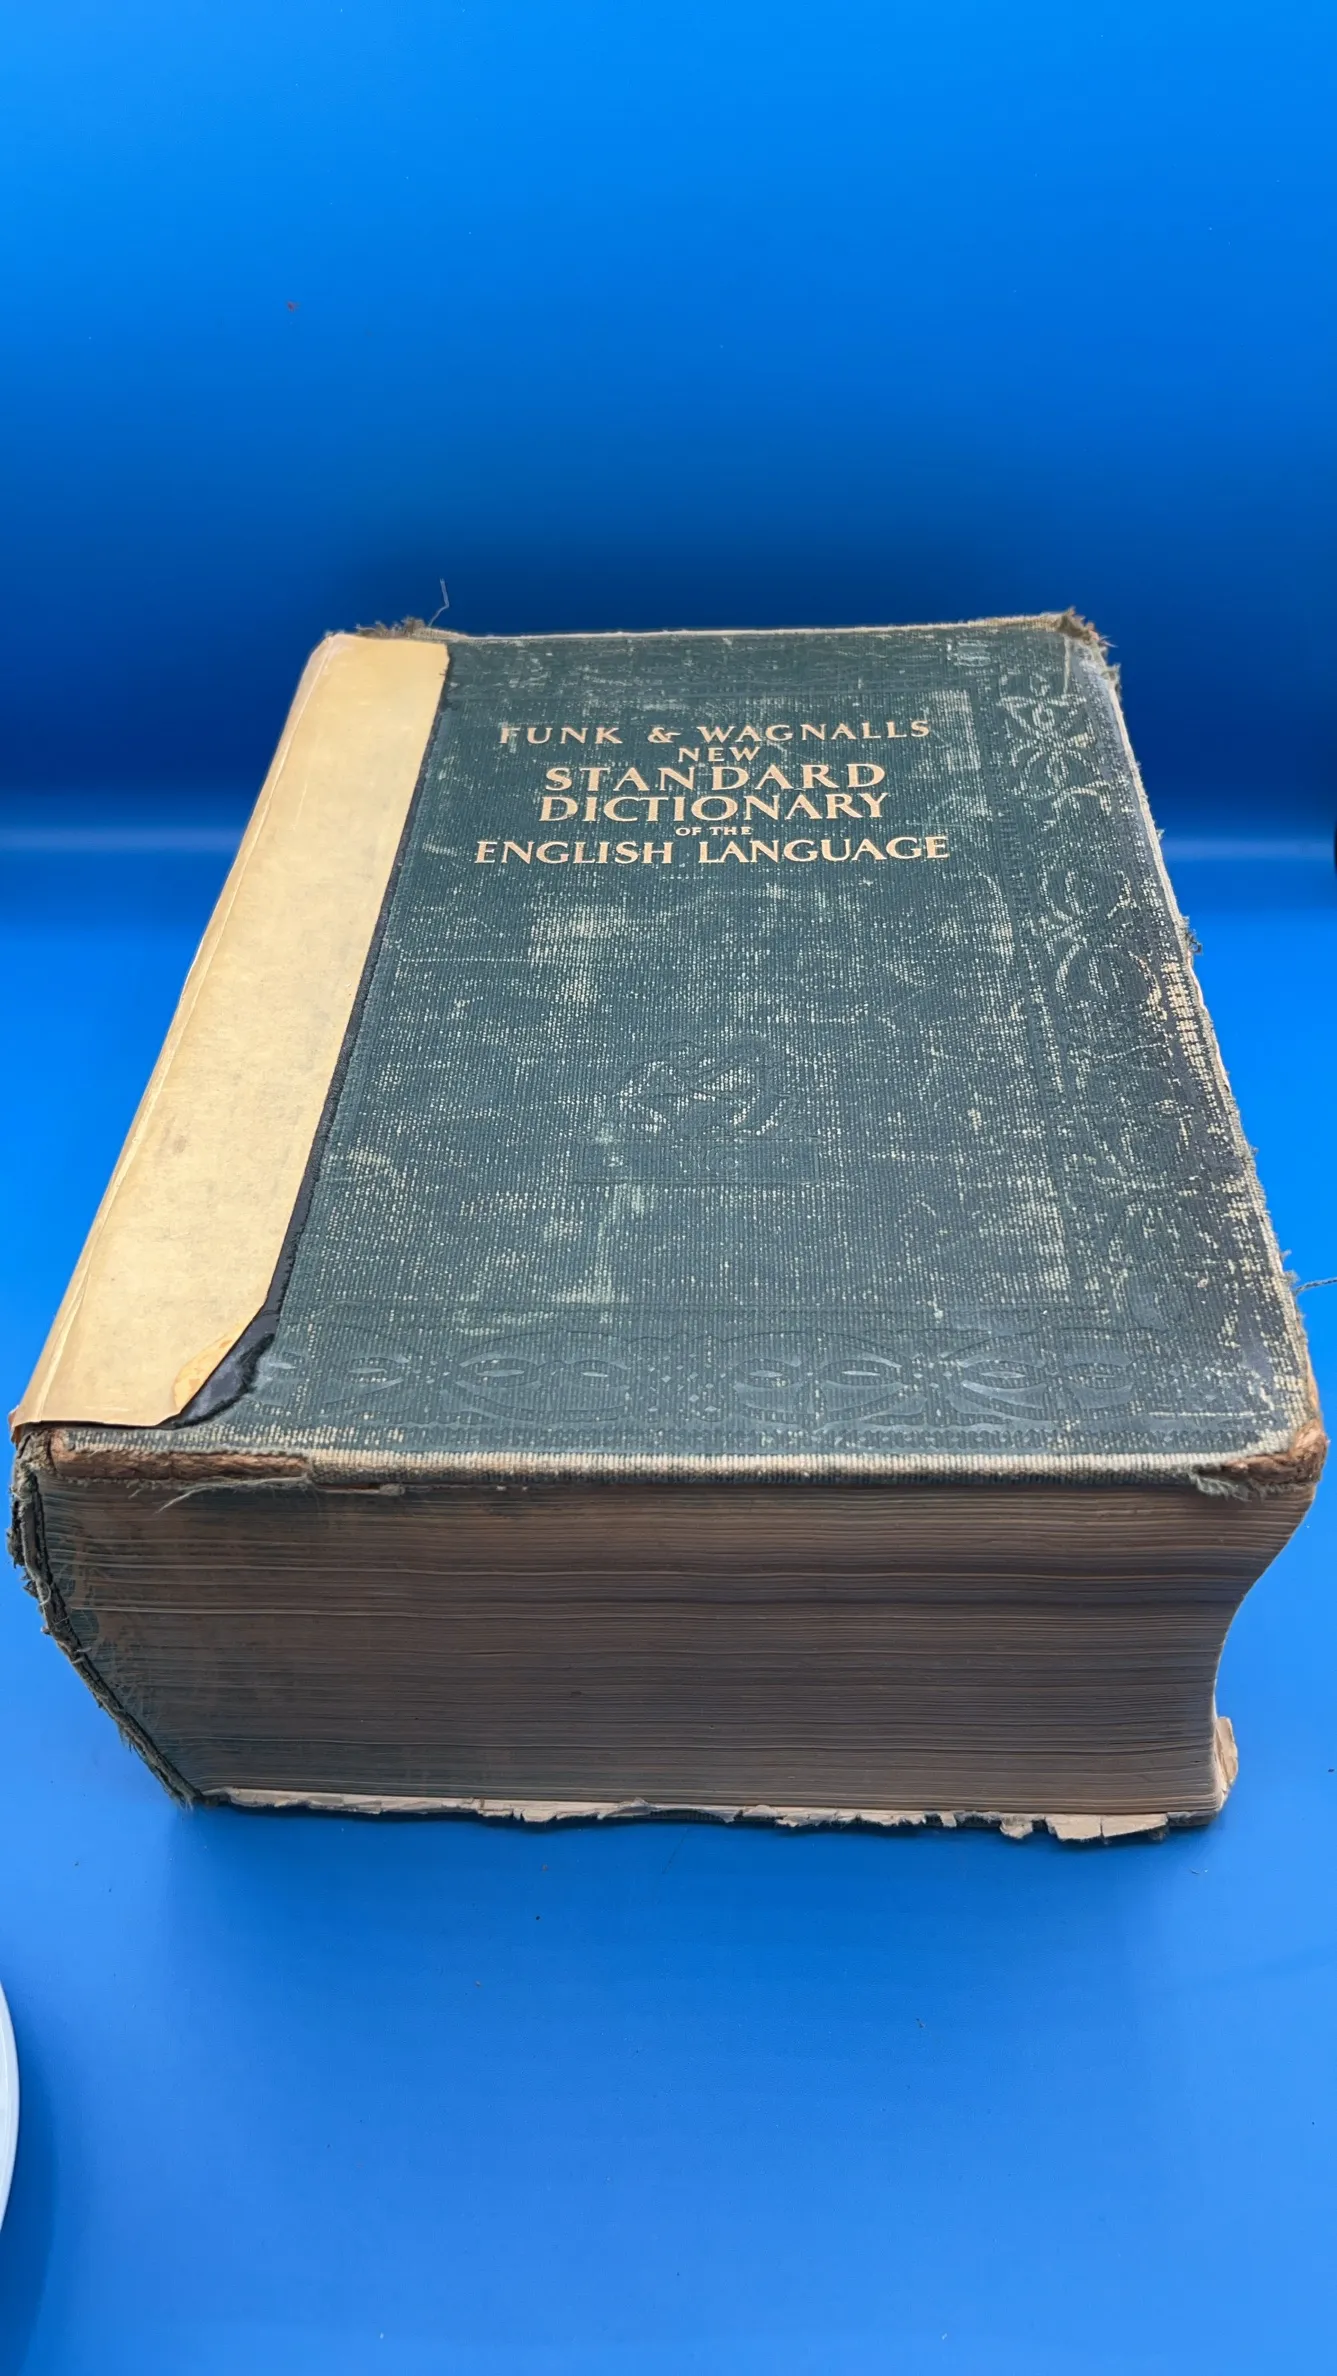 FUNK & WAGNALLS
NEW
STANDARD
DICTIONARY
OF THE
ENGLISH LANGUAGE